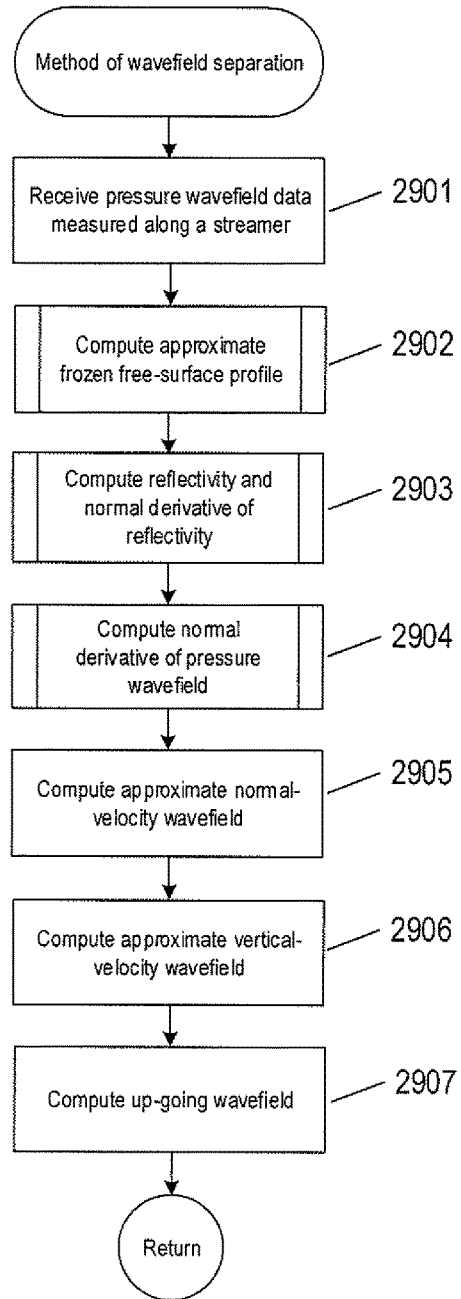 Method of wavefield separation
Receive pressure wavefield data
measured along a streamer
2901
Compute approximate
frozen free-surface profile
2902
Compute reflectivity and
normal derivative of
reflectivity
2903
Compute normal
derivative of pressure
wavefield
2904
Compute approximate normal-
velocity wavefield
2905
Compute approximate vertical-
velocity wavefield
2906
Compute up-going wavefield
2907
Return